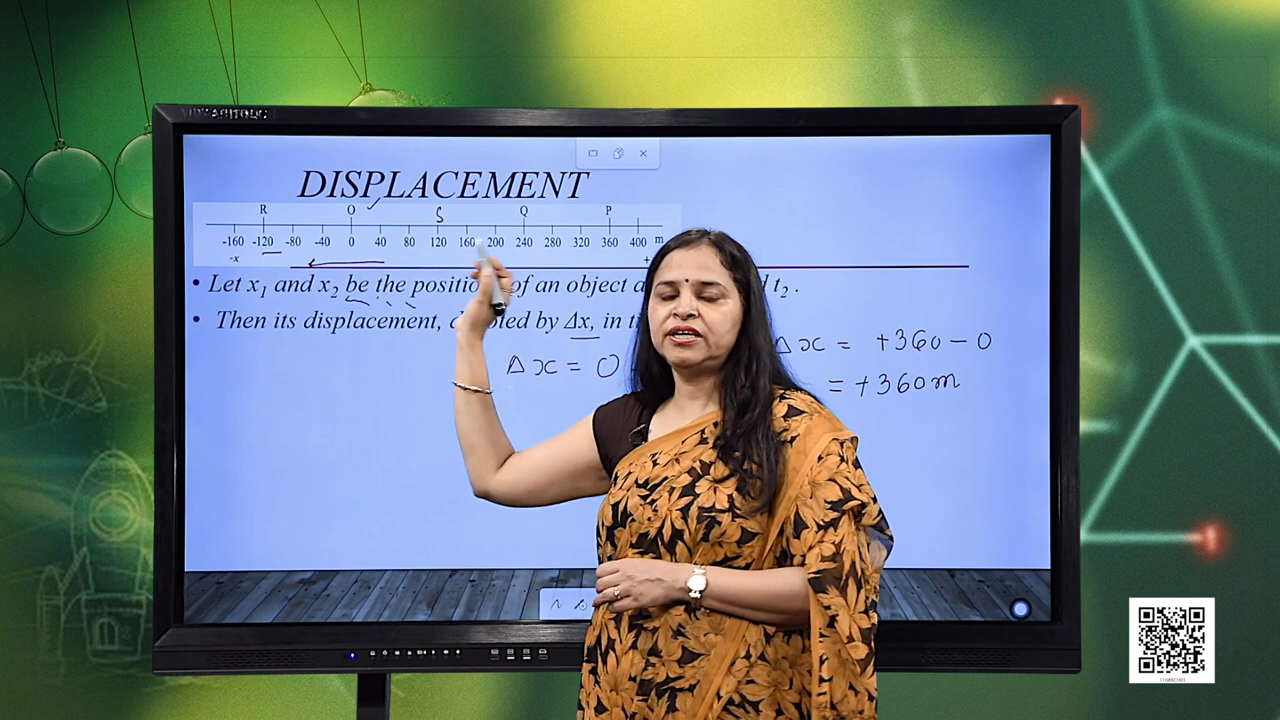 DISPLACEMENT
R O S Q P
-160 -120 -80 -40 0 40 80 120 160 200 240 280 320 360 400 m
-x +
• Let x₁ and x₂ be the position of an object a d t₂ .
• Then its displacement, d oted by Δx, in ti
Δx = +360 - 0
Δx = 0
= +360m